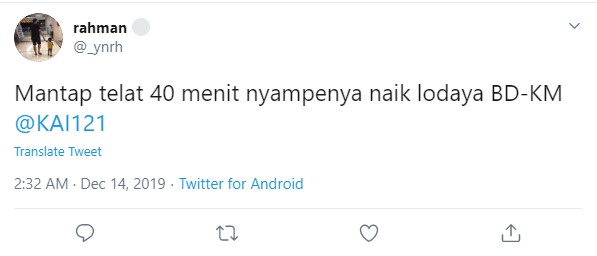 rahman
@_ynrh
Mantap telat 40 menit nyampenya naik lodaya BD-KM
@KAI121
Translate Tweet
2:32 AM · Dec 14, 2019 · Twitter for Android